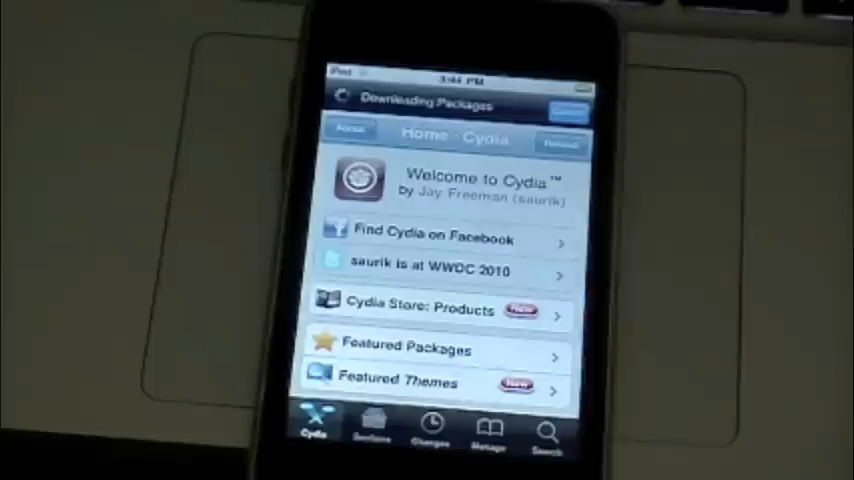 iPod
3:44 PM
Downloading Packages
About
Home - Cydia
Reload
Welcome to Cydia™
by Jay Freeman (saurik)
Find Cydia on Facebook
saurik is at WWDC 2010
Cydia Store: Products New
Featured Packages
Featured Themes New
Cydia Sections Changes Manage Search